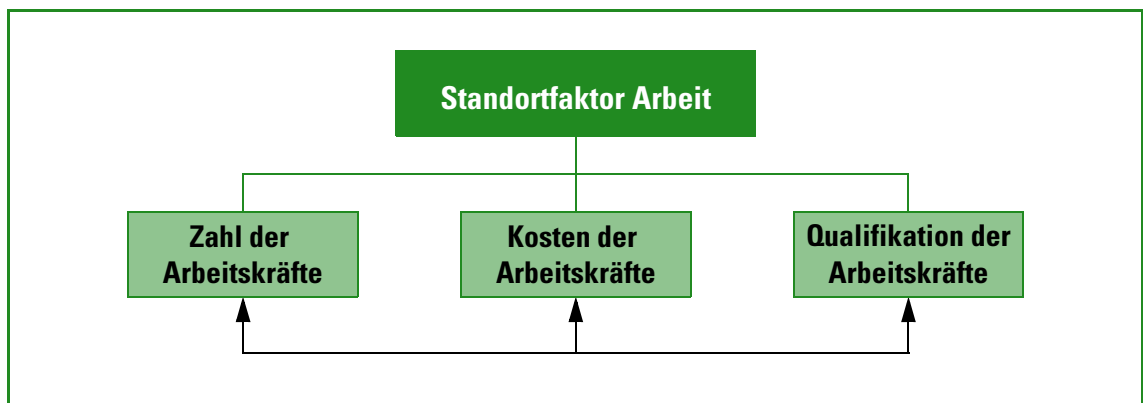 Standortfaktor Arbeit
Zahl der
Arbeitskräfte
Kosten der
Arbeitskräfte
Qualifikation der
Arbeitskräfte